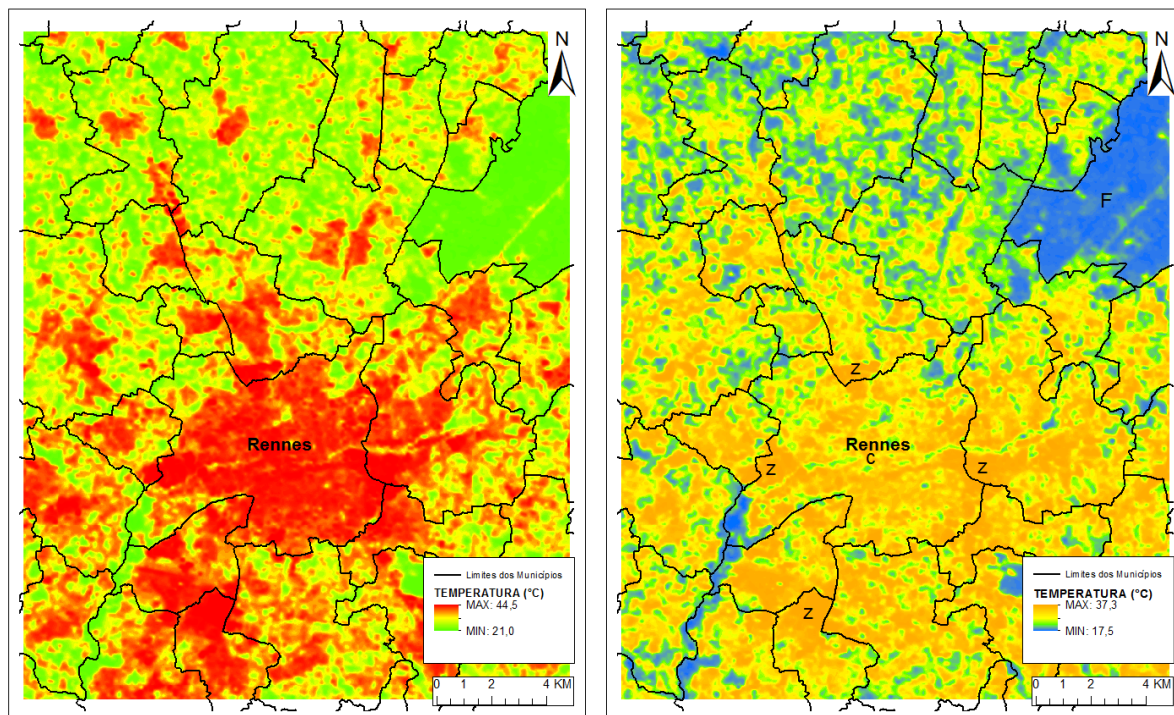 N
Rennes
Limites dos Municípios
TEMPERATURA (°C)
MAX: 44,5
MIN: 21,0
0 1 2 4 KM
N
F
Z
Rennes
C
Z
Z
Z
Limites dos Municípios
TEMPERATURA (°C)
MAX: 37,3
MIN: 17,5
0 1 2 4 KM